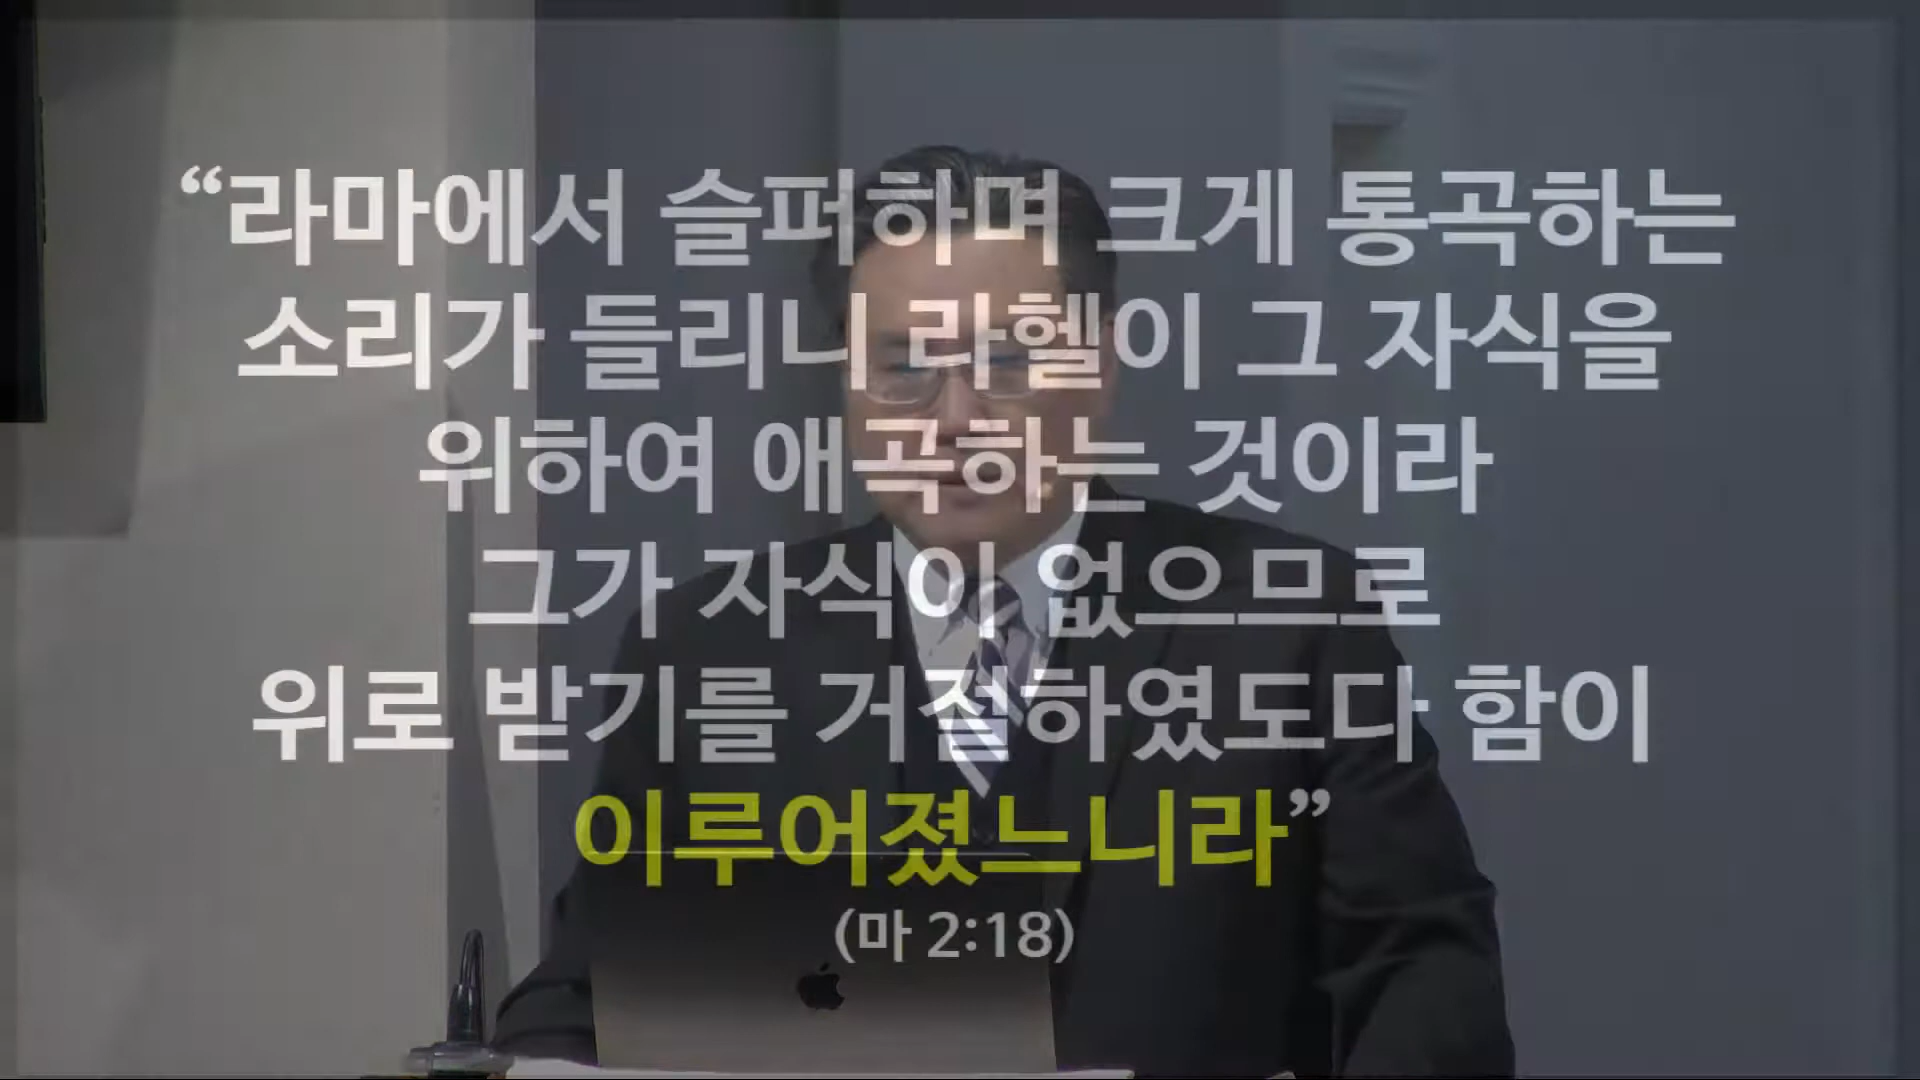 “라마에서 슬퍼하며 크게 통곡하는
소리가 들리니 라헬이 그 자식을
위하여 애곡하는 것이라
그가 자식이 없으므로
위로 받기를 거절하였도다 함이
이루어졌느니라”
(마 2:18)